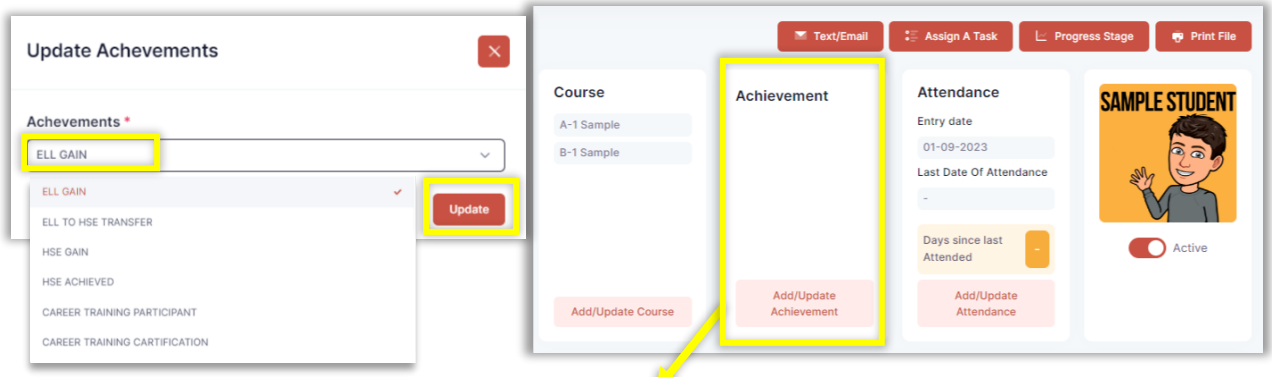 Update Achevements
Achevements *
ELL GAIN
ELL GAIN
ELL TO HSE TRANSFER
HSE GAIN
HSE ACHIEVED
CAREER TRAINING PARTICIPANT
CAREER TRAINING CARTIFICATION
Update
Text/Email
Assign A Task
Progress Stage
Print File
Course
A-1 Sample
B-1 Sample
Add/Update Course
Achievement
Add/Update
Achievement
Attendance
Entry date
01-09-2023
Last Date Of Attendance
-
Days since last
Attended
-
Add/Update
Attendance
SAMPLE STUDENT
Active